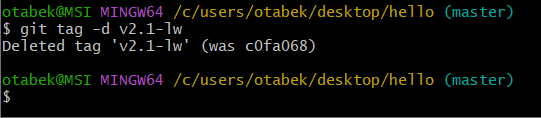 otabek@MSI MINGW64 /c/users/otabek/desktop/hello (master)
$ git tag -d v2.1-lw
Deleted tag 'v2.1-lw' (was c0fa068)
otabek@MSI MINGW64 /c/users/otabek/desktop/hello (master)
$